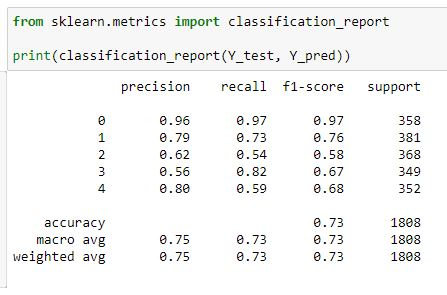 from sklearn.metrics import classification_report
print(classification_report(Y_test, Y_pred))
precision recall f1-score support
0 0.96 0.97 0.97 358
1 0.79 0.73 0.76 381
2 0.62 0.54 0.58 368
3 0.56 0.82 0.67 349
4 0.80 0.59 0.68 352
accuracy 0.73 1808
macro avg 0.75 0.73 0.73 1808
weighted avg 0.75 0.73 0.73 1808